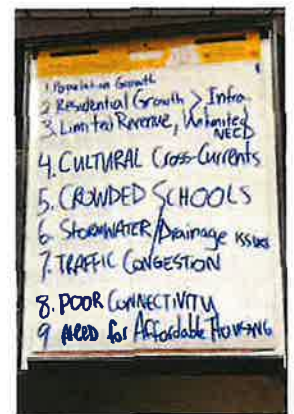 1. Population Growth
2. Residential Growth > Infra.
3. Limited Revenue, Unlimited
NEED
4. CULTURAL Cross-Currents
5. CROWDED SCHOOLS
6. STORMWATER/Drainage issues
7. TRAFFIC CONGESTION
8. POOR CONNECTIVITY
9 NEED for Affordable HOUSING